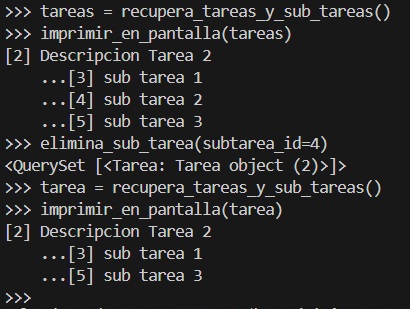 >>> tareas = recupera_tareas_y_sub_tareas()
>>> imprimir_en_pantalla(tareas)
[2] Descripcion Tarea 2
    ...[3] sub tarea 1
    ...[4] sub tarea 2
    ...[5] sub tarea 3
>>> elimina_sub_tarea(subtarea_id=4)
<QuerySet [<Tarea: Tarea object (2)>]>
>>> tarea = recupera_tareas_y_sub_tareas()
>>> imprimir_en_pantalla(tarea)
[2] Descripcion Tarea 2
    ...[3] sub tarea 1
    ...[5] sub tarea 3
>>>